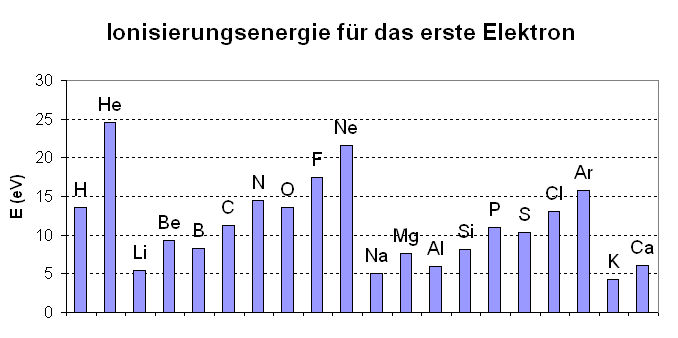 Ionisierungsenergie für das erste Elektron
E (eV)
30
25
20
15
10
5
0
H
He
Li
Be
B
C
N
O
F
Ne
Na
Mg
Al
Si
P
S
Cl
Ar
K
Ca